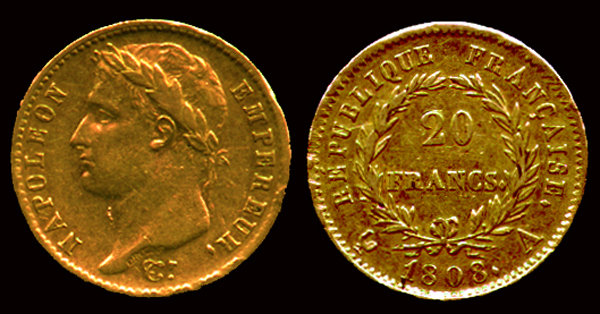 NAPOLEON EMPEREUR.
REPUBLIQUE FRANÇAISE.
20
FRANCS.
1808. A